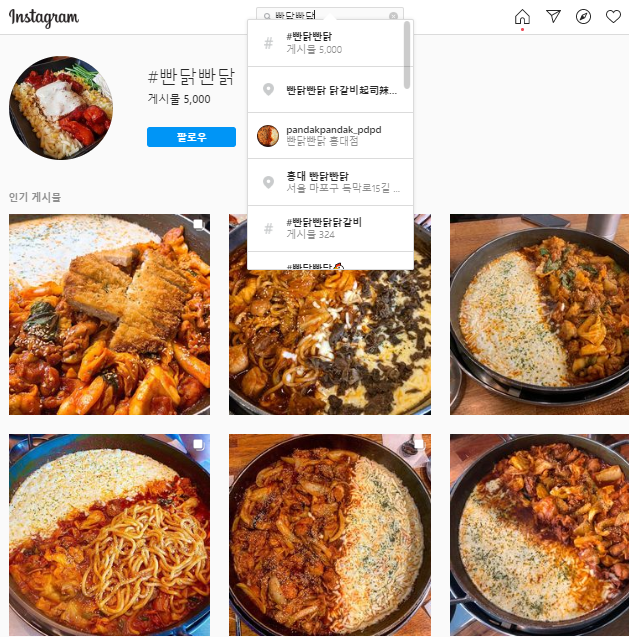 Instagram
빤닭빤닭
#빤닭빤닭
게시물 5,000
팔로우
#빤닭빤닭
게시물 5,000
빤닭빤닭 닭갈비起司辣...
pandakpandak_pdpd
빤닭빤닭 홍대점
홍대 빤닭빤닭
서울 마포구 독막로15길 ...
#빤닭빤닭닭갈비
게시물 324
#빤닭빤닭
인기 게시물